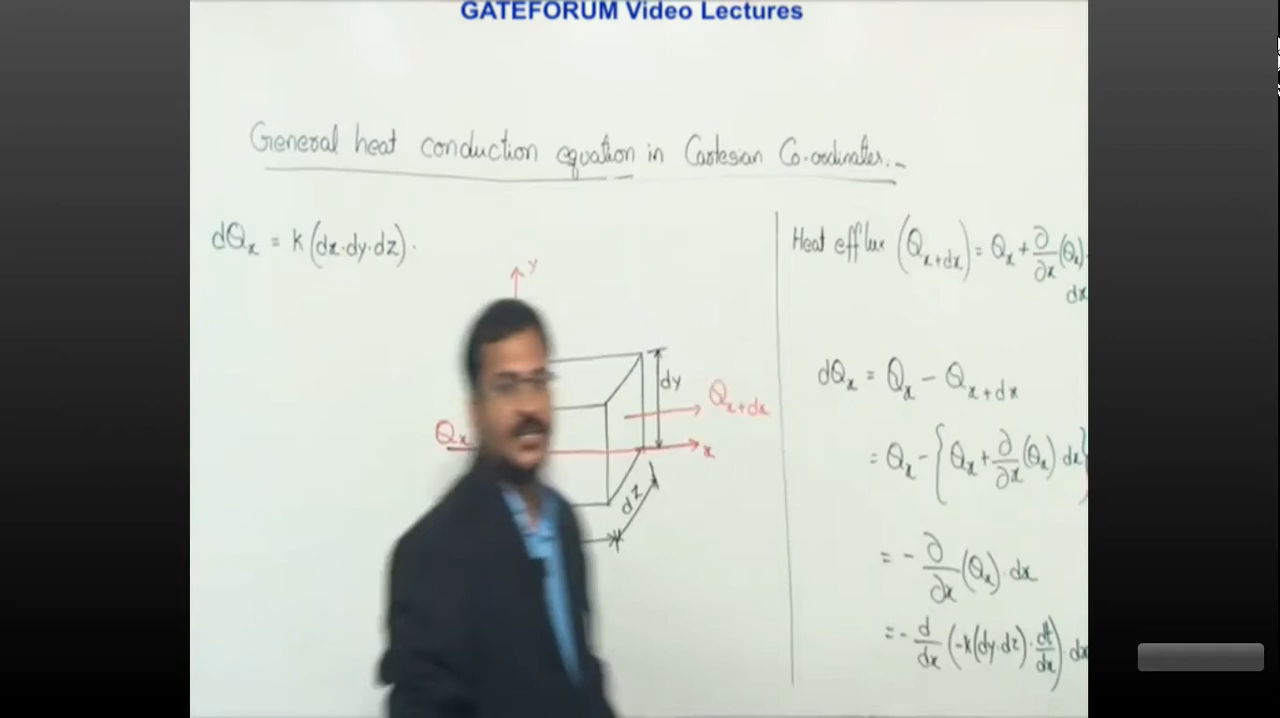 GATEFORUM Video Lectures
General heat conduction equation in Cartesian Co-ordinates.-
dQₓ = k(dx·dy·dz).
Y
dy
Qₓ
Qₓ₊dx
x
dz
Heat efflux (Qₓ₊dx) = Qₓ + ∂/∂x (Qₓ).
dx
dQₓ = Qₓ - Qₓ₊dx
= Qₓ - {Qₓ + ∂/∂x (Qₓ) dx}
= - ∂/∂x (Qₓ). dx
= - d/dx (-k(dy·dz). dt/dx). dx